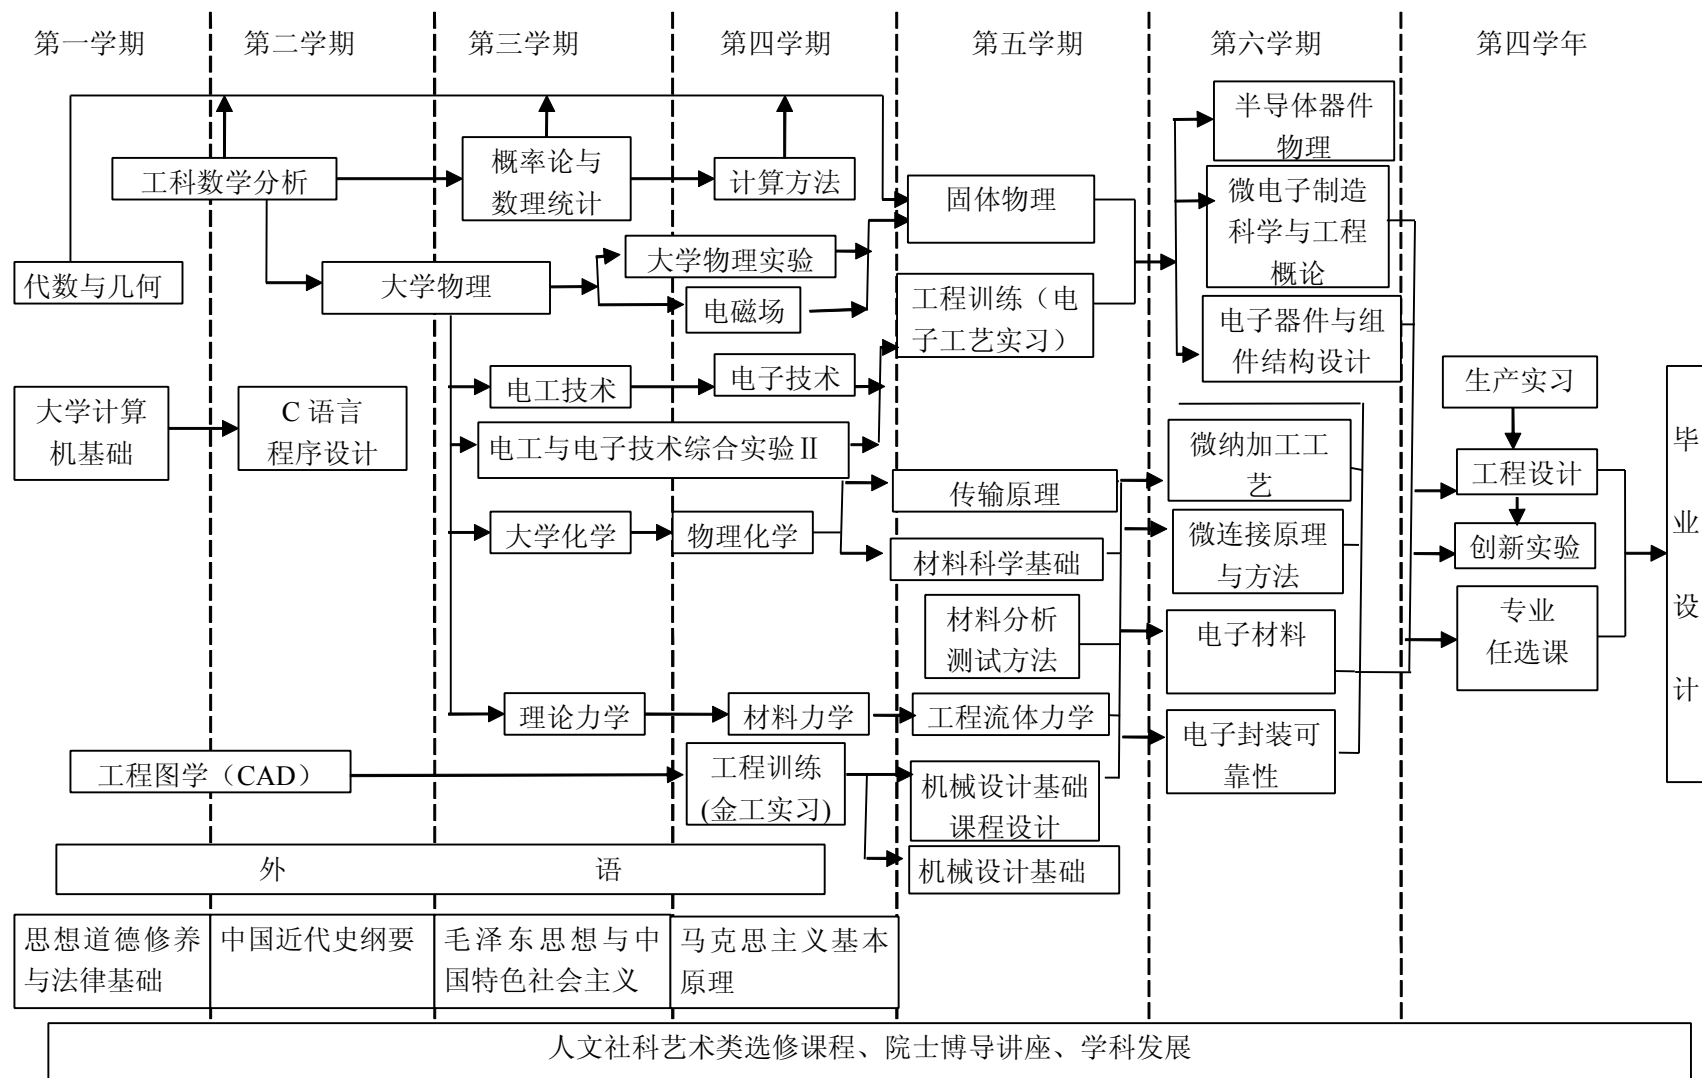 第一学期
第二学期
第三学期
第四学期
第五学期
第六学期
第四学年
工科数学分析
概率论与
数理统计
计算方法
固体物理
半导体器件
物理
微电子制造
科学与工程
概论
代数与几何
大学物理
大学物理实验
电磁场
工程训练（电
子工艺实习）
电子器件与组
件结构设计
大学计算
机基础
C 语言
程序设计
电工技术
电子技术
电工与电子技术综合实验Ⅱ
传输原理
微纳加工工
艺
生产实习
工程设计
创新实验
专业
任选课
毕
业
设
计
大学化学
物理化学
材料科学基础
微连接原理
与方法
材料分析
测试方法
电子材料
理论力学
材料力学
工程流体力学
电子封装可
靠性
工程图学（CAD）
工程训练
(金工实习)
机械设计基础
课程设计
机械设计基础
外 语
思想道德修养
与法律基础
中国近代史纲要
毛泽东思想与中
国特色社会主义
马克思主义基本
原理
人文社科艺术类选修课程、院士博导讲座、学科发展